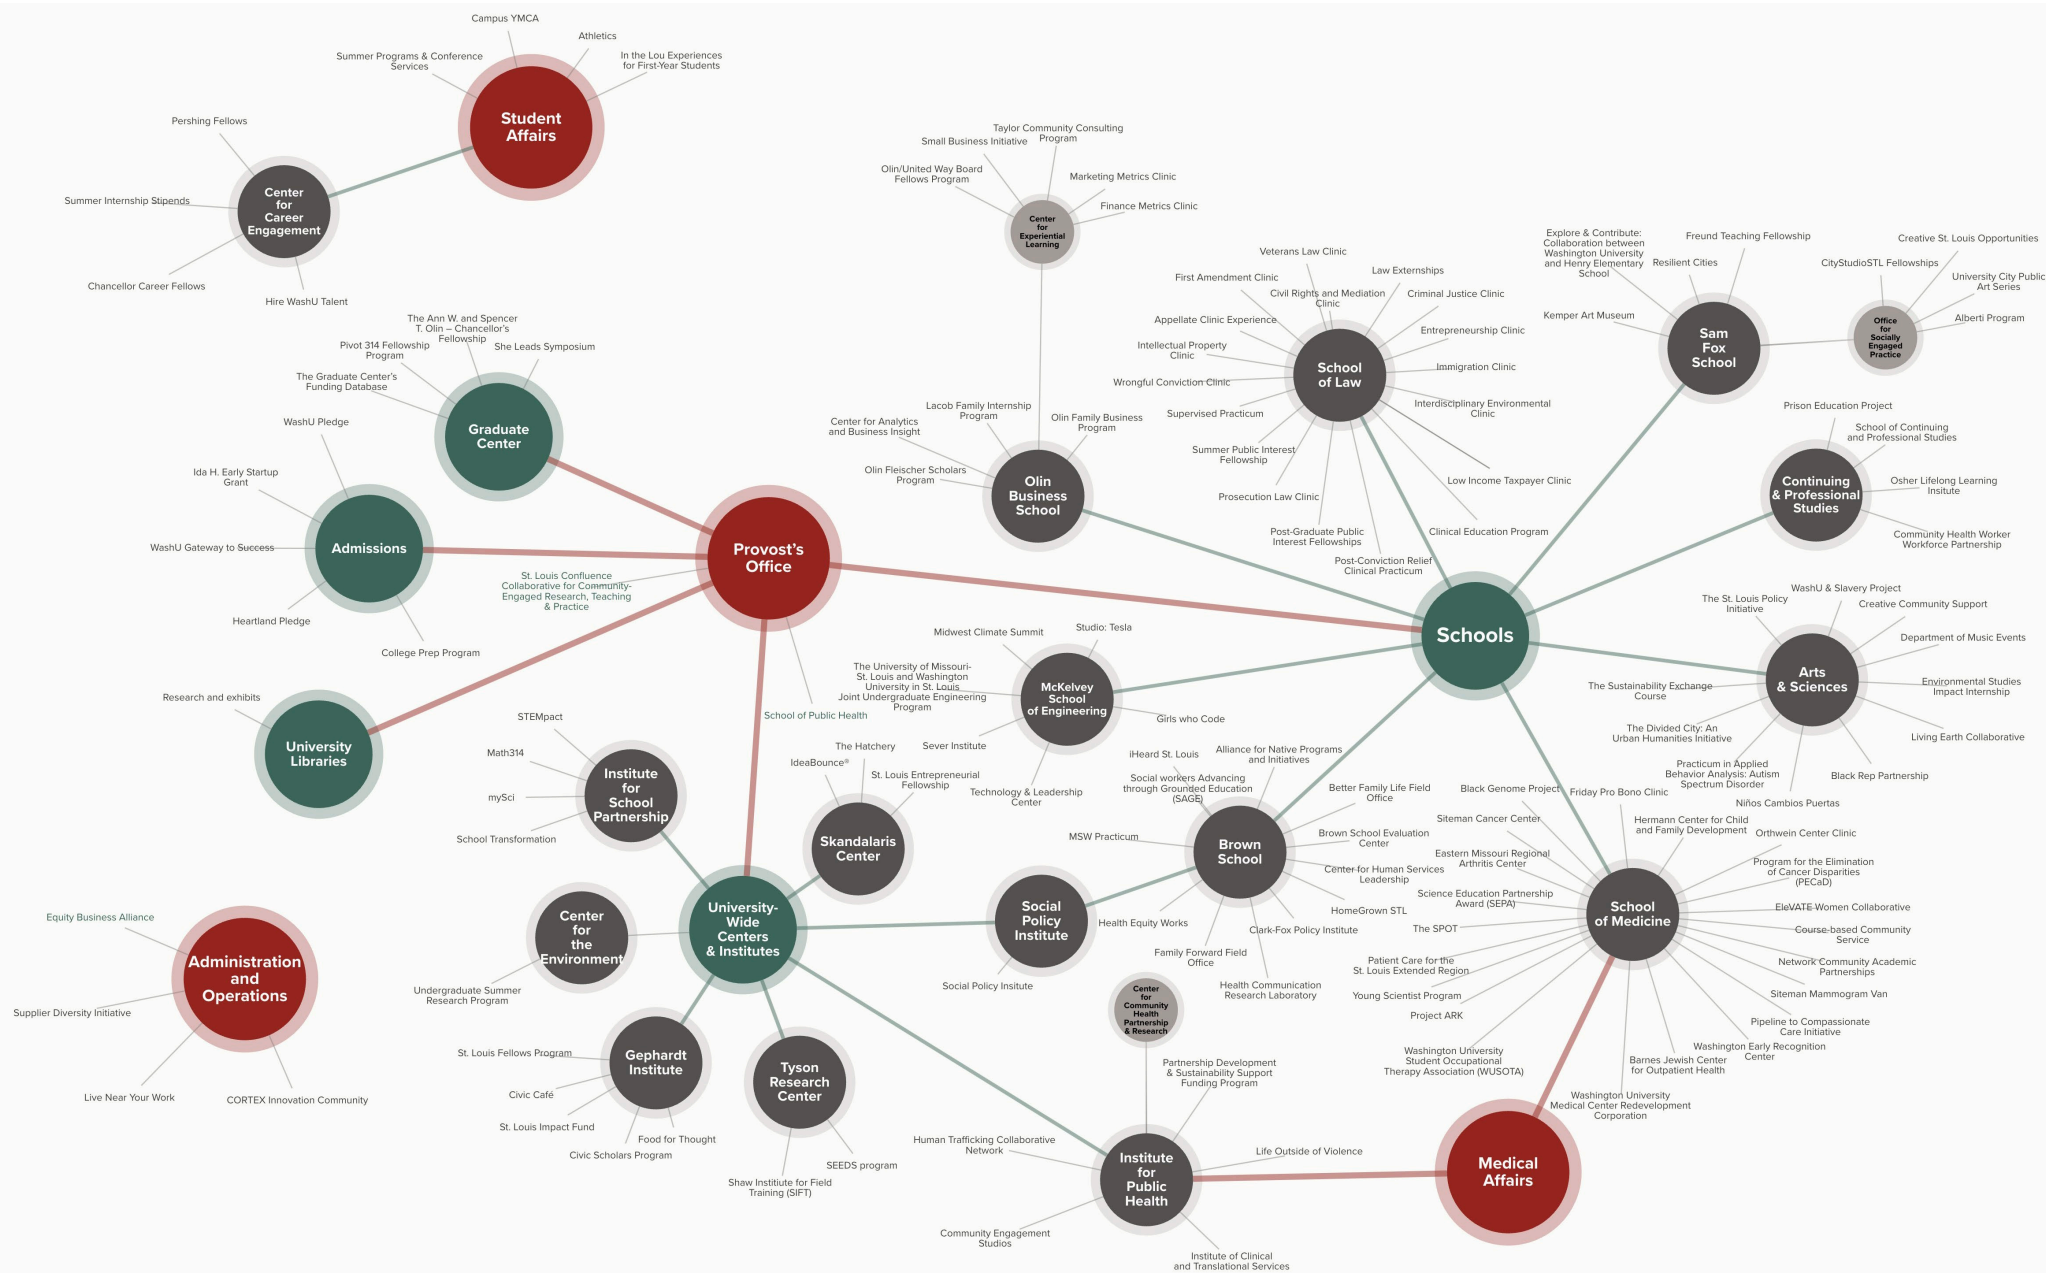 Campus YMCA
Athletics
Summer Programs & Conference
Services
In the Lou Experiences
for First-Year Students
Student
Affairs
Pershing Fellows
Summer Internship Stipends
Center
for
Career
Engagement
Chancellor Career Fellows
Hire WashU Talent
The Ann W. and Spencer
T. Olin – Chancellor's
Fellowship
Pivot 314 Fellowship
Program
She Leads Symposium
The Graduate Center's
Funding Database
Graduate
Center
WashU Pledge
Ida H. Early Startup
Grant
WashU Gateway to Success
Admissions
Heartland Pledge
College Prep Program
Provost's
Office
St. Louis Confluence
Collaborative for Community-
Engaged Research, Teaching
& Practice
School of Public Health
Research and exhibits
University
Libraries
Taylor Community Consulting
Program
Small Business Initiative
Olin/United Way Board
Fellows Program
Marketing Metrics Clinic
Finance Metrics Clinic
Center
for
Experiential
Learning
Lacob Family Internship
Program
Center for Analytics
and Business Insight
Olin Family Business
Program
Olin Fleischer Scholars
Program
Olin
Business
School
Veterans Law Clinic
Law Externships
First Amendment Clinic
Civil Rights and Mediation
Clinic
Criminal Justice Clinic
Appellate Clinic Experience
Entrepreneurship Clinic
Intellectual Property
Clinic
Immigration Clinic
Wrongful Conviction Clinic
School
of Law
Interdisciplinary Environmental
Clinic
Supervised Practicum
Summer Public Interest
Fellowship
Low Income Taxpayer Clinic
Prosecution Law Clinic
Post-Graduate Public
Interest Fellowships
Clinical Education Program
Post-Conviction Relief
Clinical Practicum
Explore & Contribute:
Collaboration between
Washington University
and Henry Elementary
School
Resilient Cities
Freund Teaching Fellowship
Kemper Art Museum
Sam
Fox
School
Creative St. Louis Opportunities
CityStudioSTL Fellowships
University City Public
Art Series
Alberti Program
Office
for
Socially
Engaged
Practice
Prison Education Project
School of Continuing
and Professional Studies
Osher Lifelong Learning
Insitute
Community Health Worker
Workforce Partnership
Continuing
& Professional
Studies
Schools
WashU & Slavery Project
The St. Louis Policy
Initiative
Creative Community Support
Department of Music Events
Environmental Studies
Impact Internship
Living Earth Collaborative
Black Rep Partnership
Niños Cambios Puertas
Practicum in Applied
Behavior Analysis: Autism
Spectrum Disorder
The Divided City: An
Urban Humanities Initiative
The Sustainability Exchange
Course
Arts
& Sciences
Midwest Climate Summit
Studio: Tesla
The University of Missouri-
St. Louis and Washington
University in St. Louis
Joint Undergraduate Engineering
Program
McKelvey
School
of Engineering
Girls who Code
Sever Institute
Technology & Leadership
Center
iHeard St. Louis
Alliance for Native Programs
and Initiatives
Social workers Advancing
through Grounded Education
(SAGE)
Better Family Life Field
Office
MSW Practicum
Brown School Evaluation
Center
Brown
School
Center for Human Services
Leadership
HomeGrown STL
Clark-Fox Policy Institute
Health Equity Works
Family Forward Field
Office
Health Communication
Research Laboratory
Black Genome Project
Friday Pro Bono Clinic
Siteman Cancer Center
Hermann Center for Child
and Family Development
Orthwein Center Clinic
Eastern Missouri Regional
Arthritis Center
Program for the Elimination
of Cancer Disparities
(PECaD)
Science Education Partnership
Award (SEPA)
EleVATE Women Collaborative
The SPOT
School
of Medicine
Course-based Community
Service
Patient Care for the
St. Louis Extended Region
Network Community Academic
Partnerships
Young Scientist Program
Siteman Mammogram Van
Project ARK
Pipeline to Compassionate
Care Initiative
Washington University
Student Occupational
Therapy Association (WUSOTA)
Washington Early Recognition
Center
Barnes Jewish Center
for Outpatient Health
Washington University
Medical Center Redevelopment
Corporation
STEMpact
Math314
mySci
School Transformation
Institute
for
School
Partnership
The Hatchery
IdeaBounce®
St. Louis Entrepreneurial
Fellowship
Skandalaris
Center
University-
Wide
Centers
& Institutes
Center
for
the
Environment
Undergraduate Summer
Research Program
Social
Policy
Institute
Social Policy Insitute
Equity Business Alliance
Administration
and
Operations
Supplier Diversity Initiative
Live Near Your Work
CORTEX Innovation Community
Gephardt
Institute
St. Louis Fellows Program
Civic Café
St. Louis Impact Fund
Food for Thought
Civic Scholars Program
Tyson
Research
Center
SEEDS program
Shaw Institiute for Field
Training (SIFT)
Center
for
Community
Health
Partnership
& Research
Partnership Development
& Sustainability Support
Funding Program
Human Trafficking Collaborative
Network
Life Outside of Violence
Institute
for
Public
Health
Community Engagement
Studios
Institute of Clinical
and Translational Services
Medical
Affairs